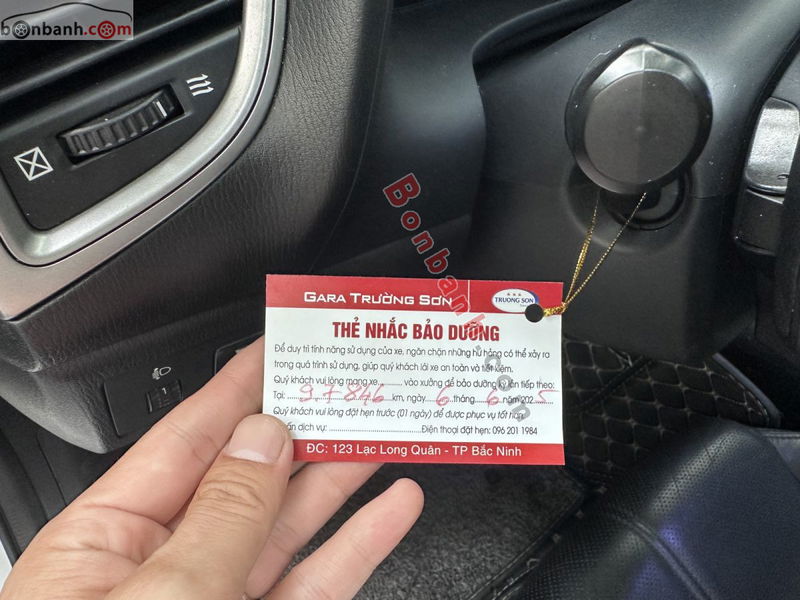 bonbanh.com
GARA TRƯỜNG SƠN
TRUONG SON
THẺ NHẮC BẢO DƯỠNG
Để duy trì tính năng sử dụng của xe, ngăn chặn những hư hỏng có thể xảy ra
trong quá trình sử dụng, giúp quý khách lái xe an toàn và tiết kiệm.
Quý khách vui lòng mang xe.......... vào xưởng để bảo dưỡng kỳ lần tiếp theo:
Tại: 97846 km, ngày 6 tháng 6 năm 2025
Quý khách vui lòng đặt hẹn trước (01 ngày) để được phục vụ tốt hơn.
vấn dịch vụ: ........................Điện thoại đặt hẹn: 096 201 1984
ĐC: 123 Lạc Long Quân - TP Bắc Ninh
Bonbanh.com